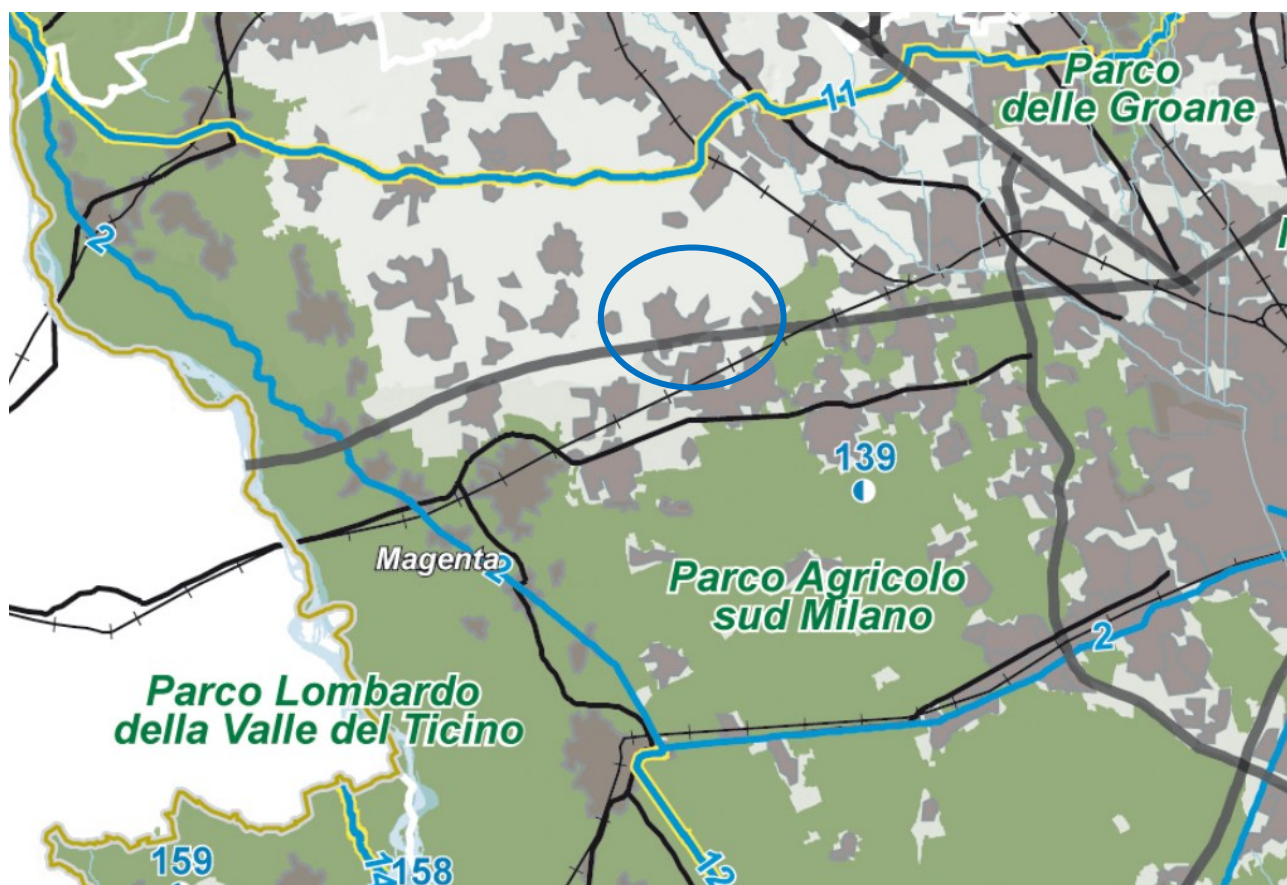 Parco
delle Groane
11
2
139
Magenta
2
Parco Agricolo
sud Milano
2
Parco Lombardo
della Valle del Ticino
159
14
158
12